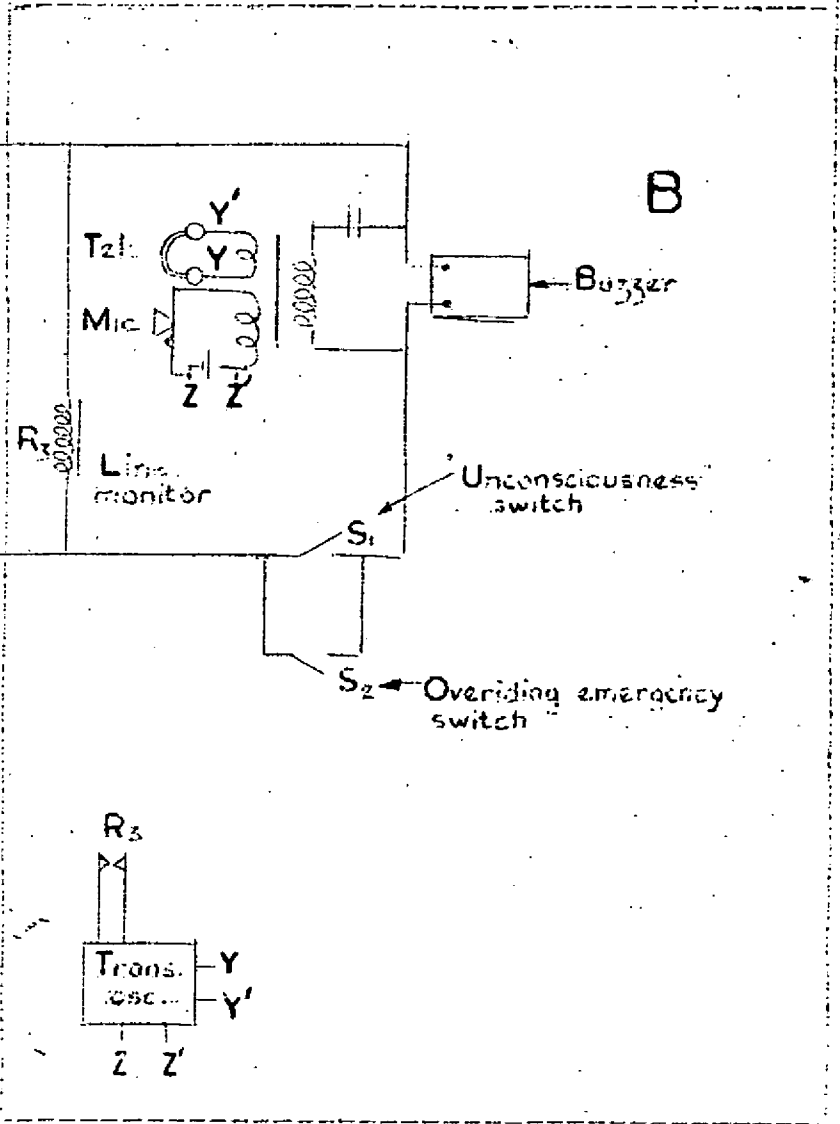 B
Y'
Tel.
Y
Buzzer
Mic
Z Z'
R₃
Line
monitor
"Unconsciousness"
switch
S₁
S₂
Overiding emergency
switch
R₃
Trans.
osc.
Y
Y'
Z Z'